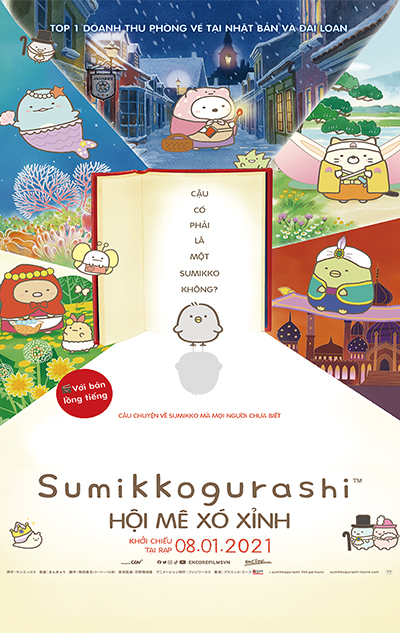 TOP 1 DOANH THU PHÒNG VÉ TẠI NHẬT BẢN VÀ ĐÀI LOAN
CẬU
CÓ
PHẢI
LÀ
MỘT
SUMIKKO
KHÔNG?
Với bản
lồng tiếng
CÂU CHUYỆN VỀ SUMIKKO MÀ MỌI NGƯỜI CHƯA BIẾT
Sumikkogurashi™
HỘI MÊ XÓ XỈNH
KHỞI CHIẾU
TẠI RẠP 08.01.2021
ENCOREFILMSVN